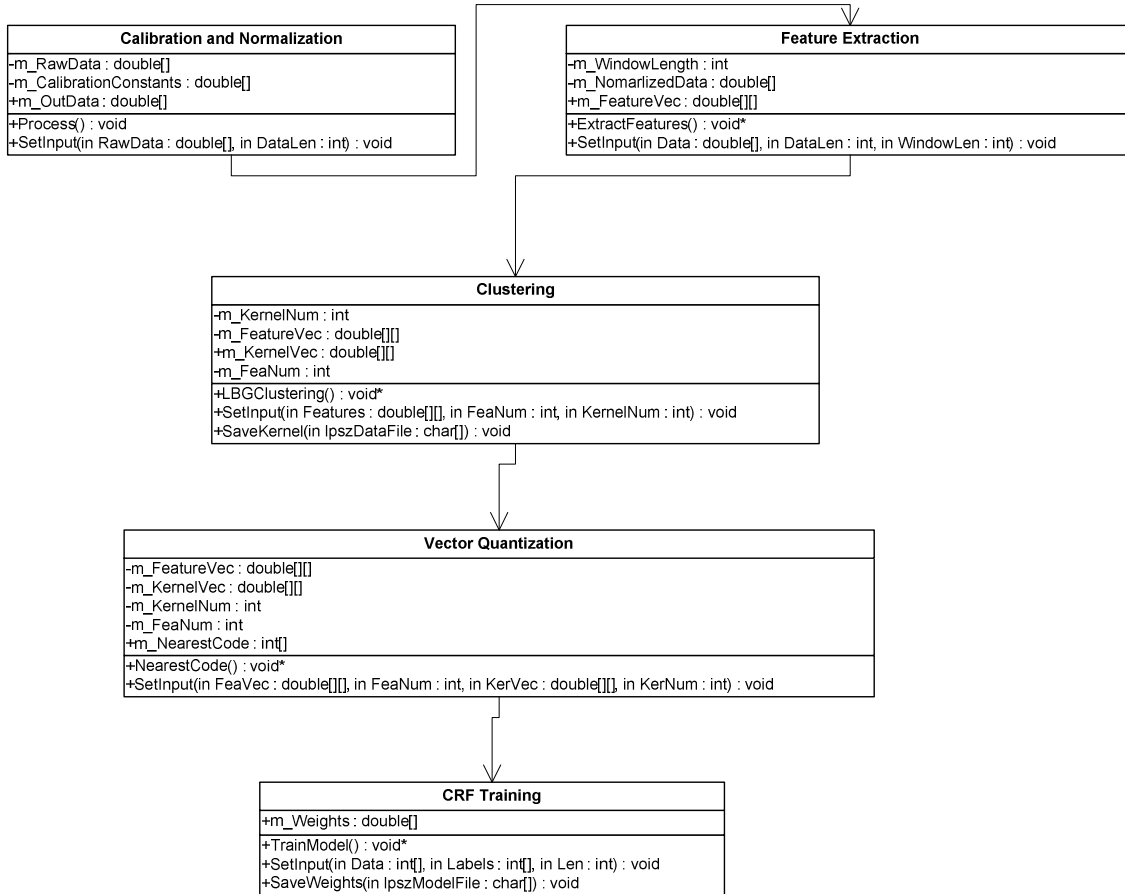 Calibration and Normalization
-m_RawData : double[]
-m_CalibrationConstants : double[]
+m_OutData : double[]
+Process() : void
+SetInput(in RawData : double[], in DataLen : int) : void
Feature Extraction
-m_WindowLength : int
-m_NomarlizedData : double[]
+m_FeatureVec : double[][]
+ExtractFeatures() : void*
+SetInput(in Data : double[], in DataLen : int, in WindowLen : int) : void
Clustering
-m_KernelNum : int
-m_FeatureVec : double[][]
+m_KernelVec : double[][]
-m_FeaNum : int
+LBGClustering() : void*
+SetInput(in Features : double[][], in FeaNum : int, in KernelNum : int) : void
+SaveKernel(in lpszDataFile : char[]) : void
Vector Quantization
-m_FeatureVec : double[][]
-m_KernelVec : double[][]
-m_KernelNum : int
-m_FeaNum : int
+m_NearestCode : int[]
+NearestCode() : void*
+SetInput(in FeaVec : double[][], in FeaNum : int, in KerVec : double[][], in KerNum : int) : void
CRF Training
+m_Weights : double[]
+TrainModel() : void*
+SetInput(in Data : int[], in Labels : int[], in Len : int) : void
+SaveWeights(in lpszModelFile : char[]) : void